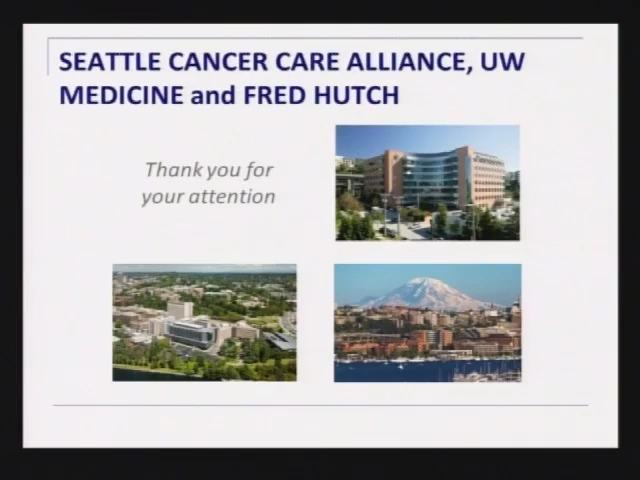 SEATTLE CANCER CARE ALLIANCE, UW
MEDICINE and FRED HUTCH
Thank you for
your attention